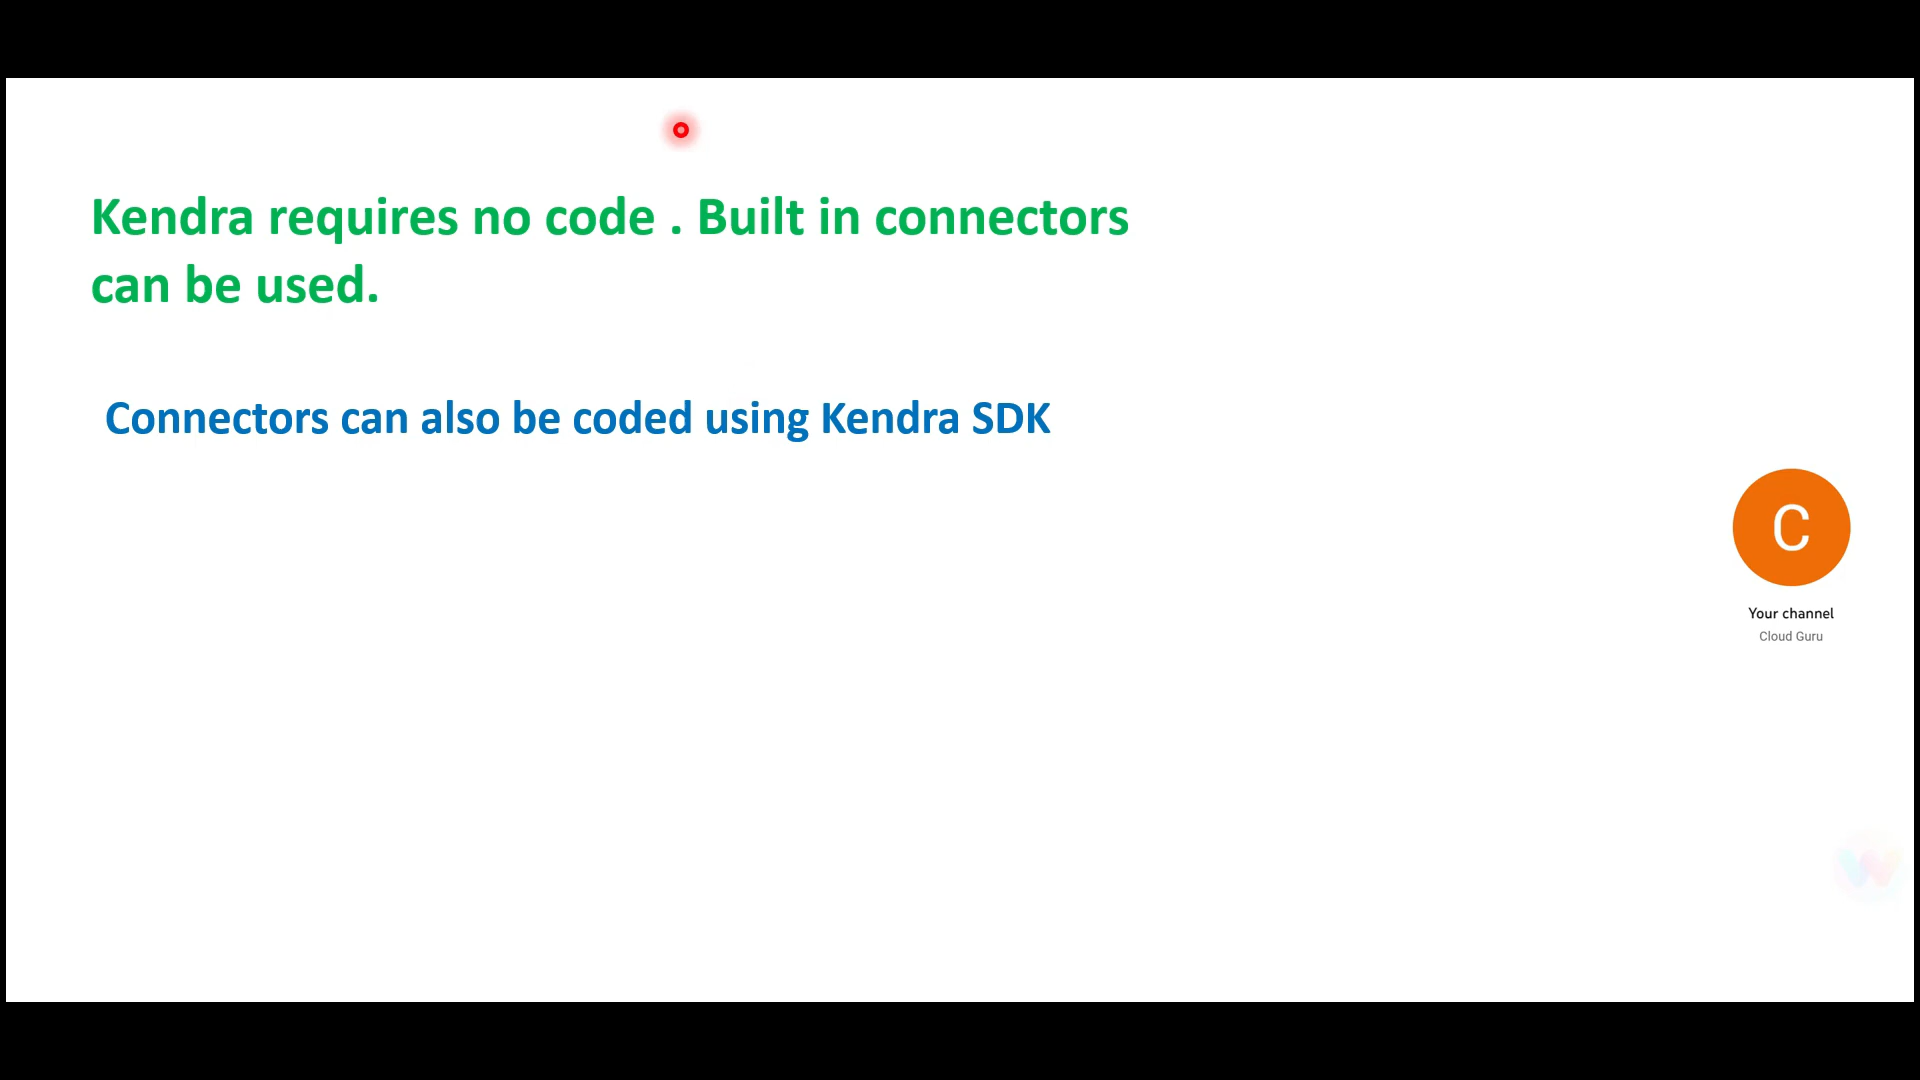 Kendra requires no code . Built in connectors
can be used.
Connectors can also be coded using Kendra SDK
C
Your channel
Cloud Guru